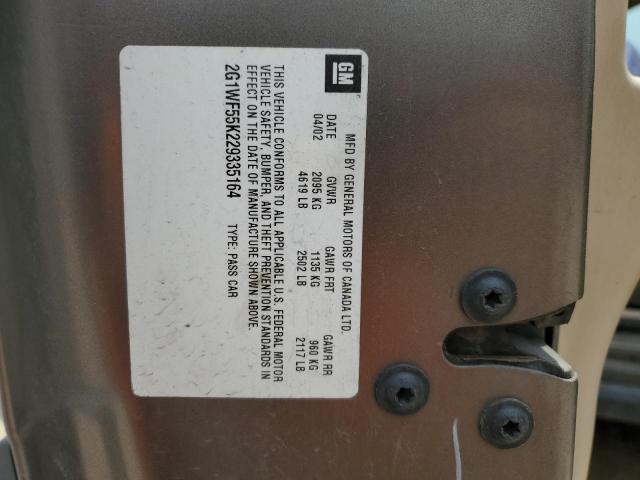 GM
MFD BY GENERAL MOTORS OF CANADA LTD.
DATE GVWR GAWR FRT GAWR RR
04/02 2095 KG 1135 KG 960 KG
4619 LB 2502 LB 2117 LB
THIS VEHICLE CONFORMS TO ALL APPLICABLE U.S. FEDERAL MOTOR
VEHICLE SAFETY, BUMPER, AND THEFT PREVENTION STANDARDS IN
EFFECT ON THE DATE OF MANUFACTURE SHOWN ABOVE.
2G1WF55K229335164 TYPE: PASS CAR